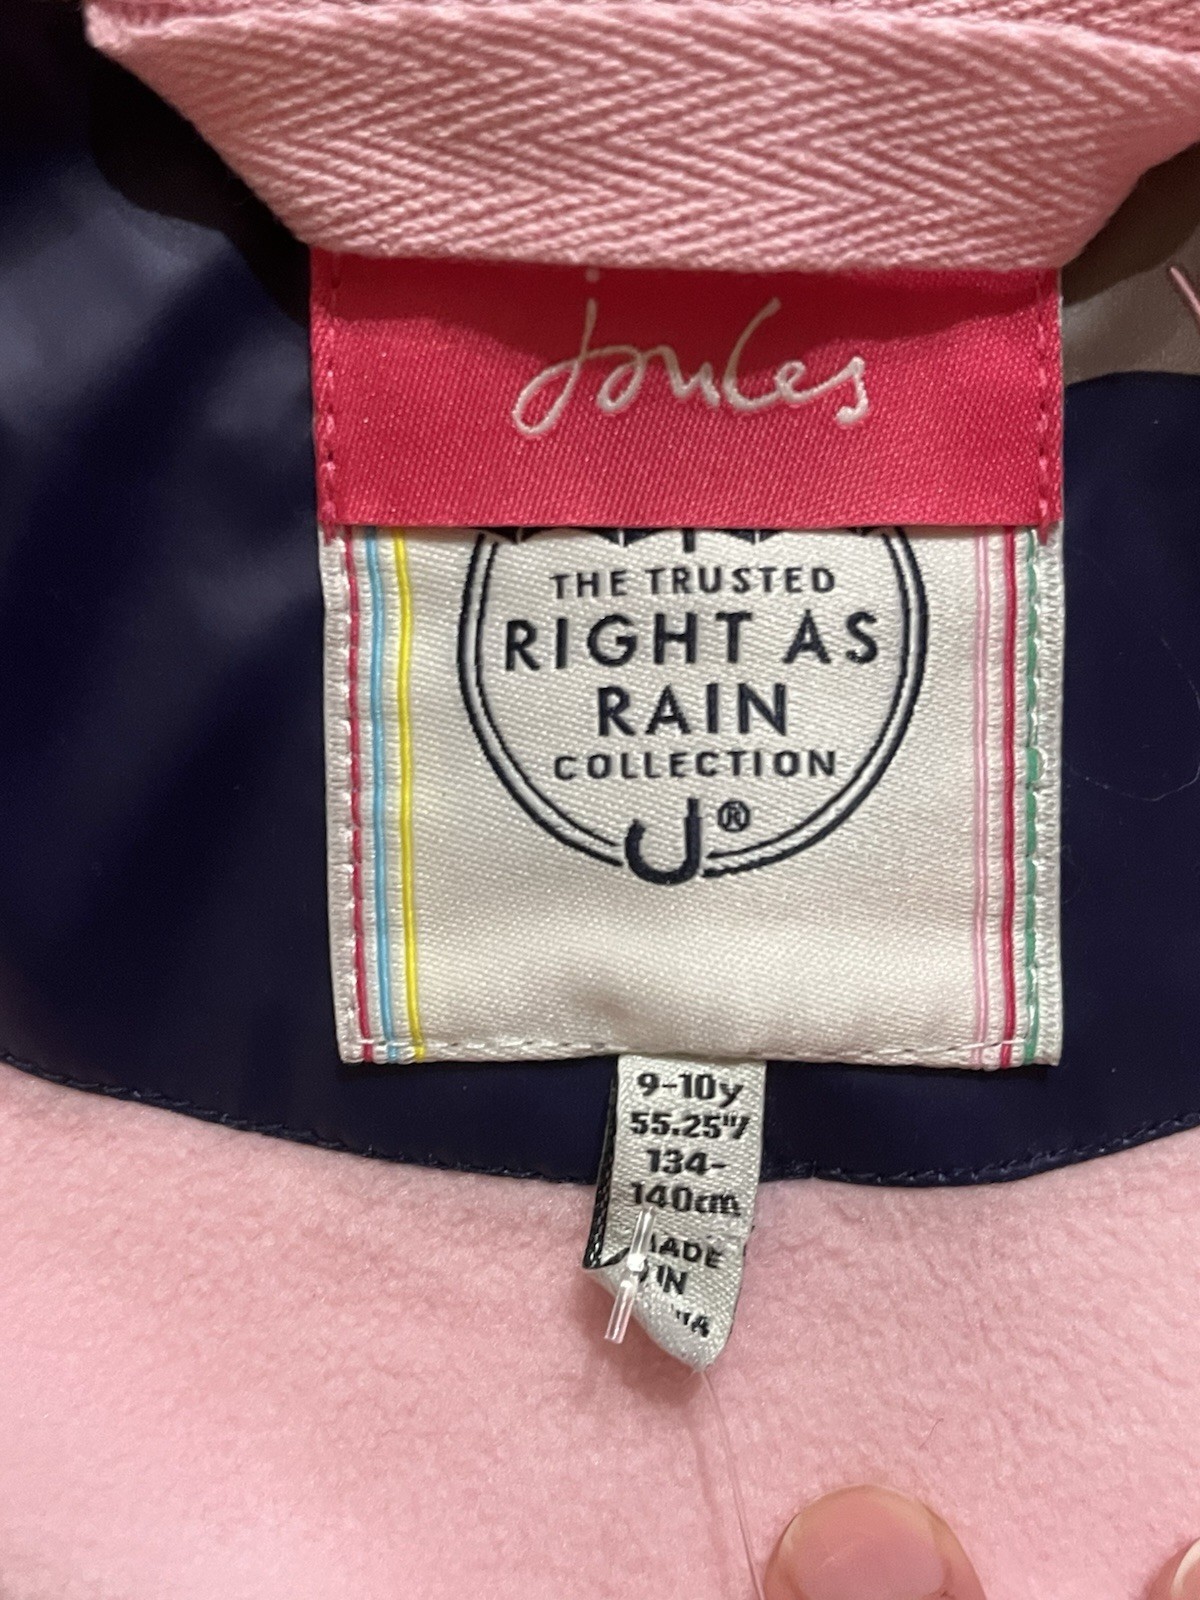 joules
THE TRUSTED
RIGHT AS
RAIN
COLLECTION
J®
9-10y
55.25"/
134-
140cm
MADE
IN